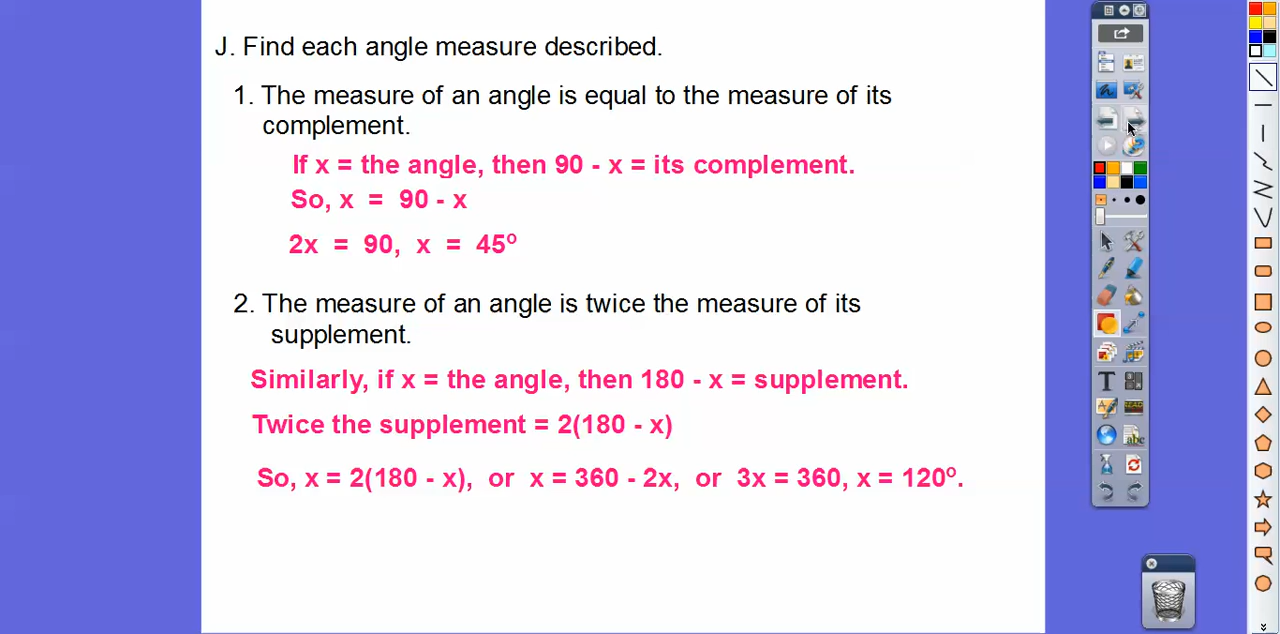 J. Find each angle measure described.
1. The measure of an angle is equal to the measure of its
complement.
If x = the angle, then 90 - x = its complement.
So, x = 90 - x
2x = 90, x = 45º
2. The measure of an angle is twice the measure of its
supplement.
Similarly, if x = the angle, then 180 - x = supplement.
Twice the supplement = 2(180 - x)
So, x = 2(180 - x), or x = 360 - 2x, or 3x = 360, x = 120º.